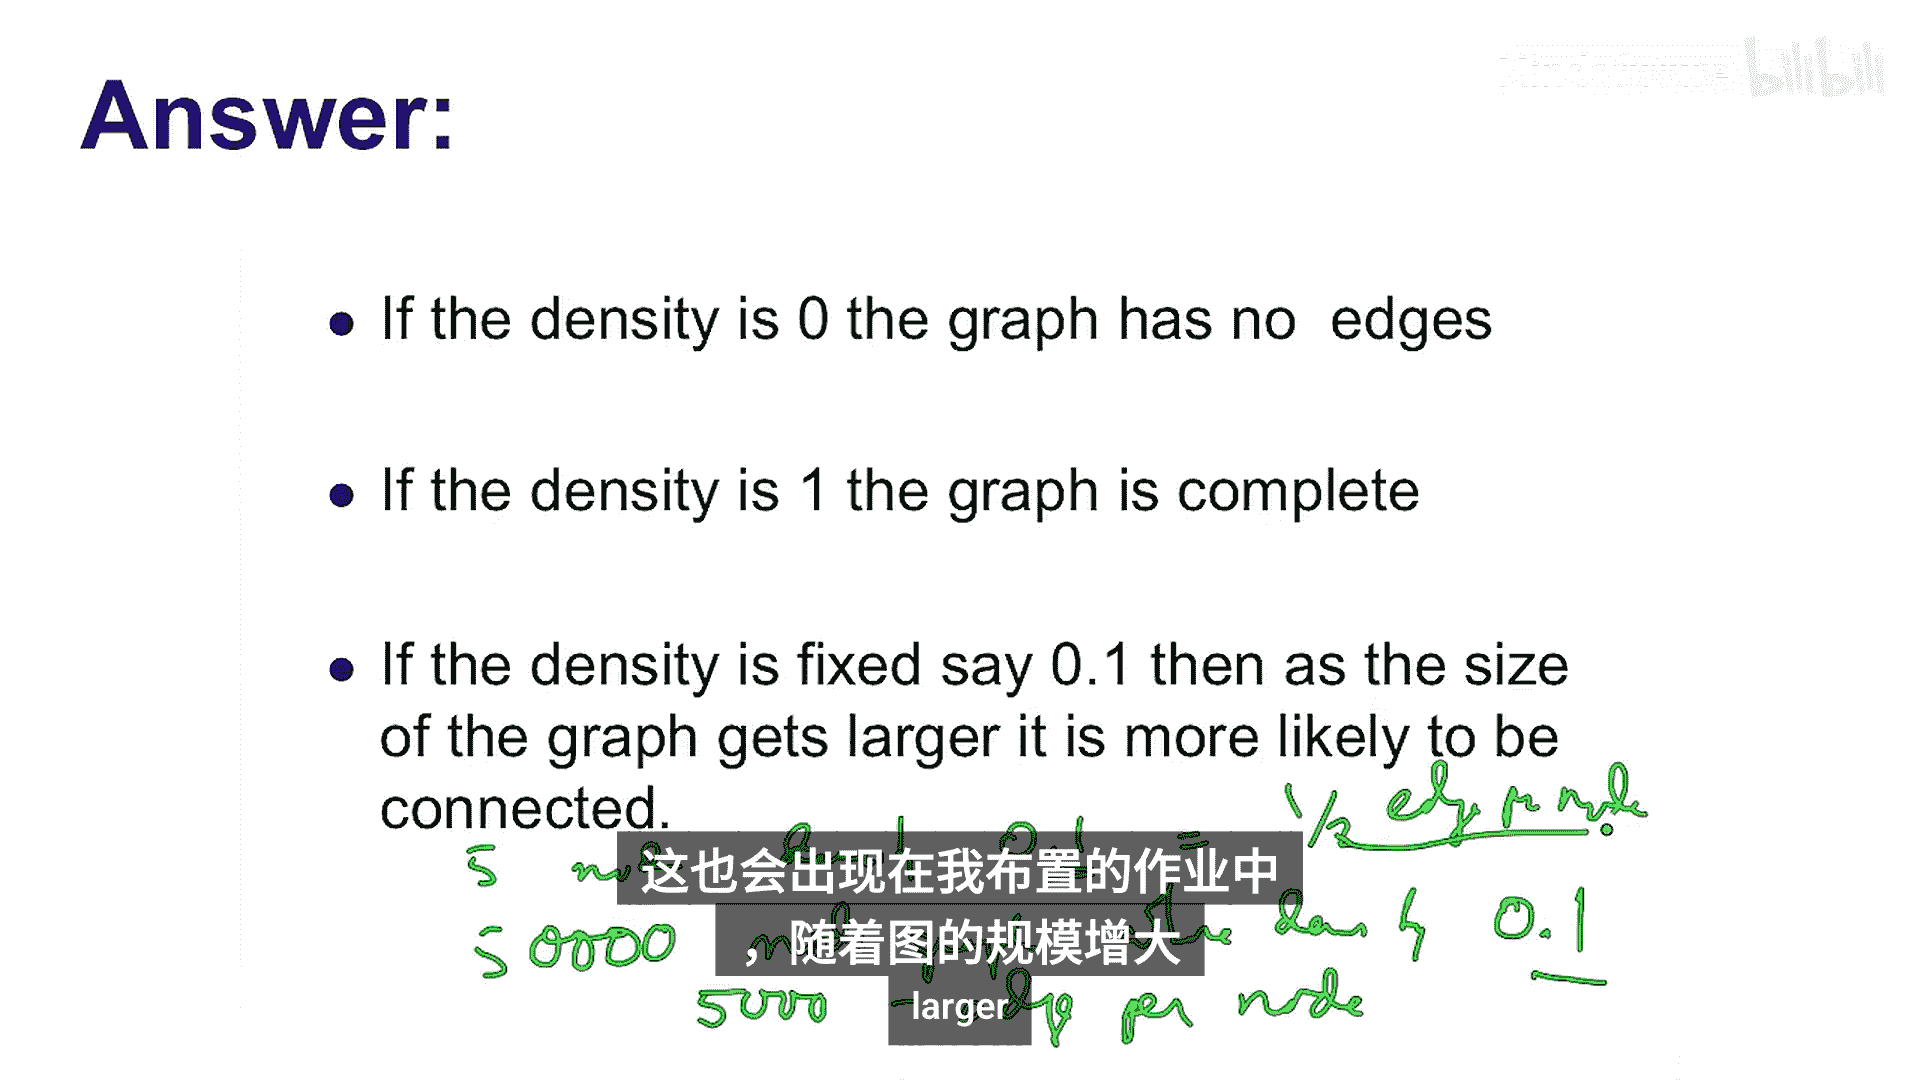 bilibili
Answer:
If the density is 0 the graph has no edges
If the density is 1 the graph is complete
If the density is fixed say 0.1 then as the size
of the graph gets larger it is more likely to be
connected.
1/2 edge per node
5 0.1 =
这也会出现在我布置的作业中
50000 0.1
，随着图的规模增大
5000 per node
larger